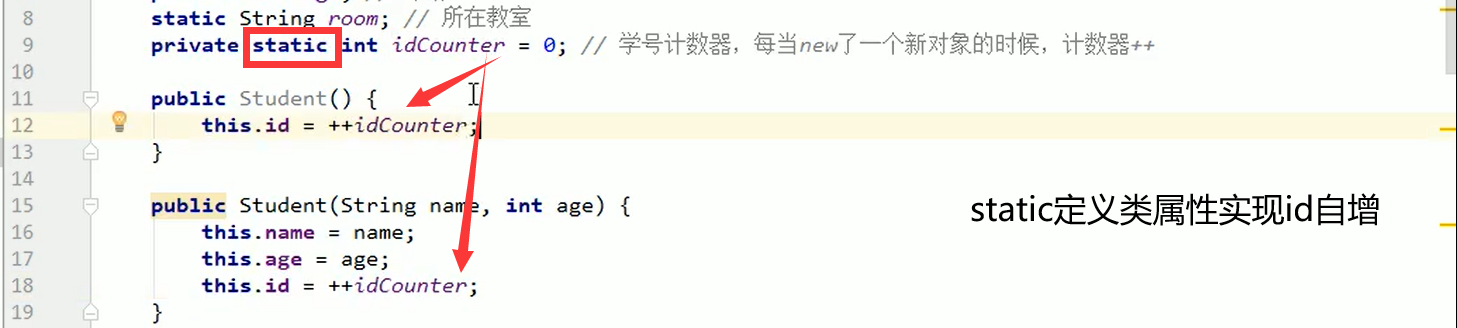 8 static String room; // 所在教室
9 private static int idCounter = 0; // 学号计数器，每当new了一个新对象的时候，计数器++
10
11 public Student() {
12 this.id = ++idCounter;
13 }
14
15 public Student(String name, int age) {
16 this.name = name;
17 this.age = age;
18 this.id = ++idCounter;
19 }
static定义类属性实现id自增